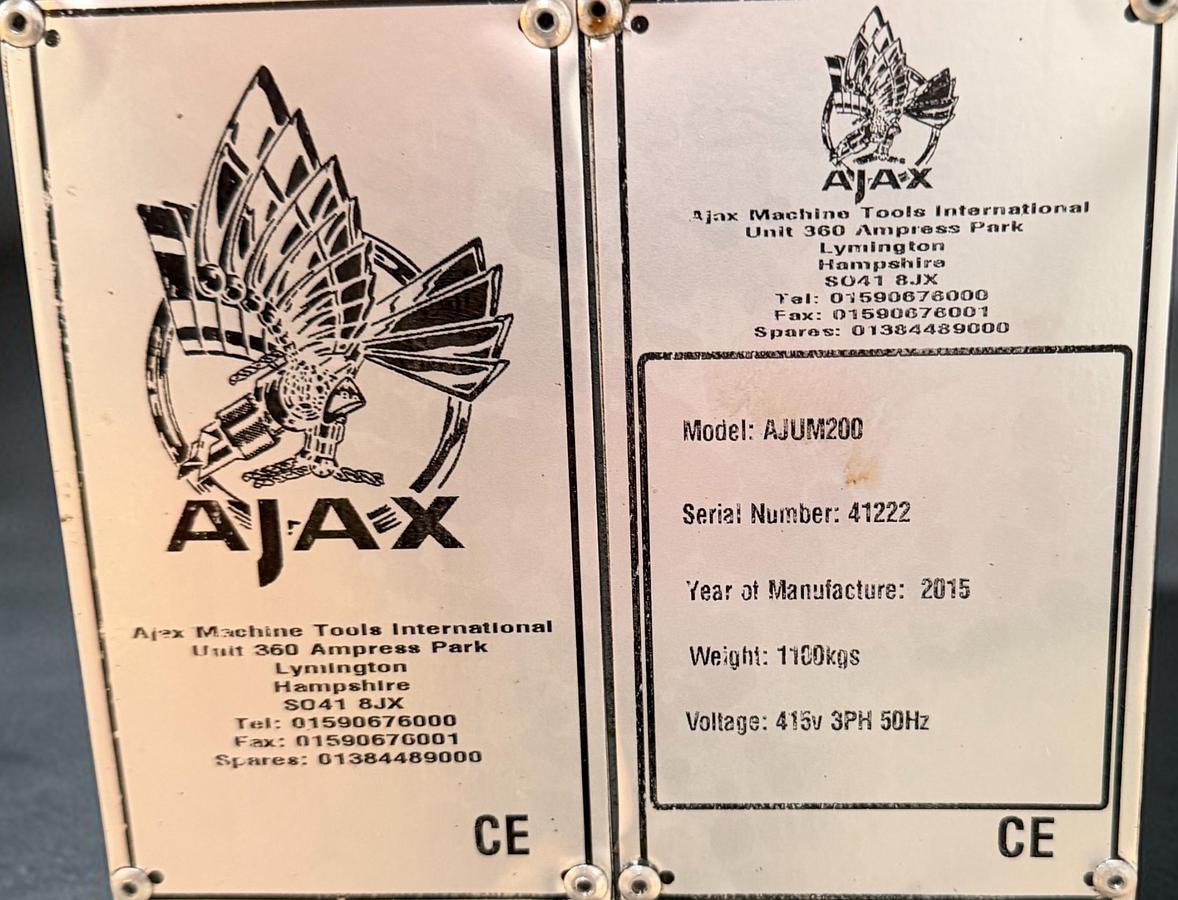 AJAX
Ajax Machine Tools International
Unit 360 Ampress Park
Lymington
Hampshire
SO41 8JX
Tel: 01590676000
Fax: 01590676001
Spares: 01384489000
CE
AJAX
Ajax Machine Tools International
Unit 360 Ampress Park
Lymington
Hampshire
SO41 8JX
Tel: 01590676000
Fax: 01590676001
Spares: 01384489000
Model: AJUM200
Serial Number: 41222
Year of Manufacture: 2015
Weight: 1100kgs
Voltage: 415v 3PH 50Hz
CE